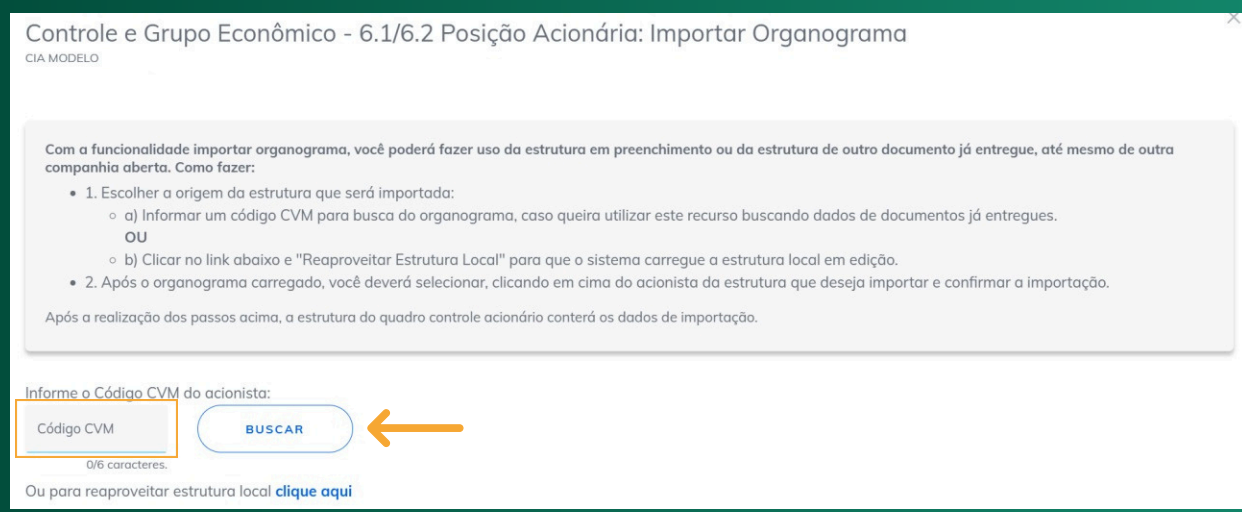 Controle e Grupo Econômico - 6.1/6.2 Posição Acionária: Importar Organograma
CIA MODELO
Com a funcionalidade importar organograma, você poderá fazer uso da estrutura em preenchimento ou da estrutura de outro documento já entregue, até mesmo de outra
companhia aberta. Como fazer:
• 1. Escolher a origem da estrutura que será importada:
◦ a) Informar um código CVM para busca do organograma, caso queira utilizar este recurso buscando dados de documentos já entregues.
OU
◦ b) Clicar no link abaixo e "Reaproveitar Estrutura Local" para que o sistema carregue a estrutura local em edição.
• 2. Após o organograma carregado, você deverá selecionar, clicando em cima do acionista da estrutura que deseja importar e confirmar a importação.
Após a realização dos passos acima, a estrutura do quadro controle acionário conterá os dados de importação.
Informe o Código CVM do acionista:
Código CVM
BUSCAR
0/6 caracteres.
Ou para reaproveitar estrutura local clique aqui